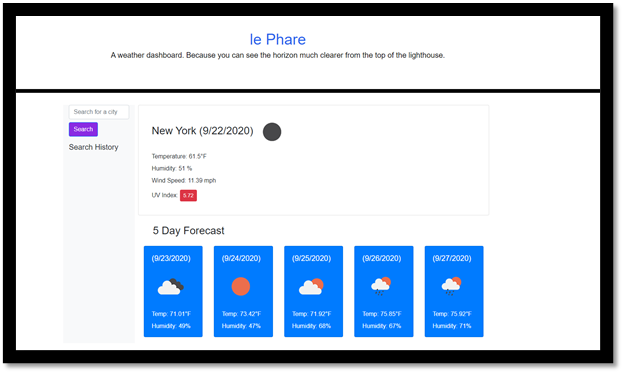 le Phare
A weather dashboard. Because you can see the horizon much clearer from the top of the lighthouse.
Search for a city
Search
Search History
New York (9/22/2020)
Temperature: 61.5°F
Humidity: 51 %
Wind Speed: 11.39 mph
UV Index: 5.72
5 Day Forecast
(9/23/2020)
Temp: 71.01°F
Humidity: 49%
(9/24/2020)
Temp: 73.42°F
Humidity: 47%
(9/25/2020)
Temp: 71.92°F
Humidity: 68%
(9/26/2020)
Temp: 75.85°F
Humidity: 67%
(9/27/2020)
Temp: 75.92°F
Humidity: 71%